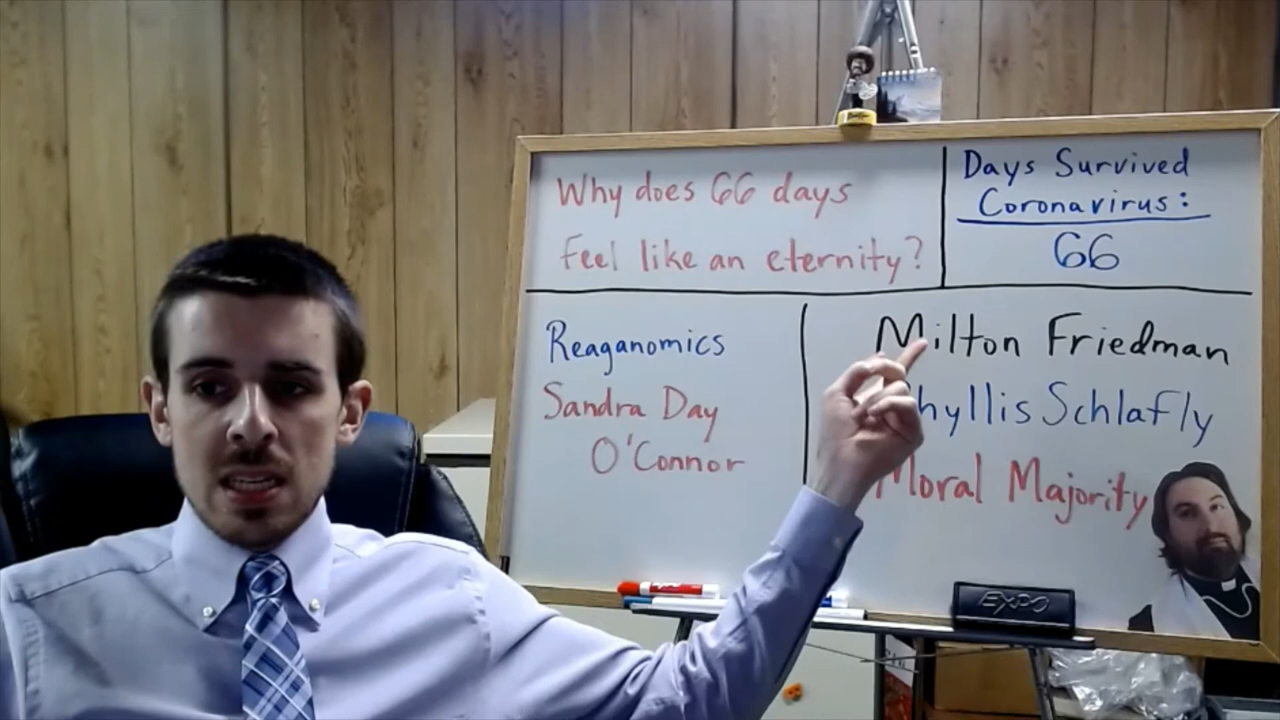 Why does 66 days
Feel like an eternity?
Days Survived
Coronavirus:
66
Reaganomics
Sandra Day
O'Connor
Milton Friedman
hyllis Schlafly
Moral Majority
EXPO